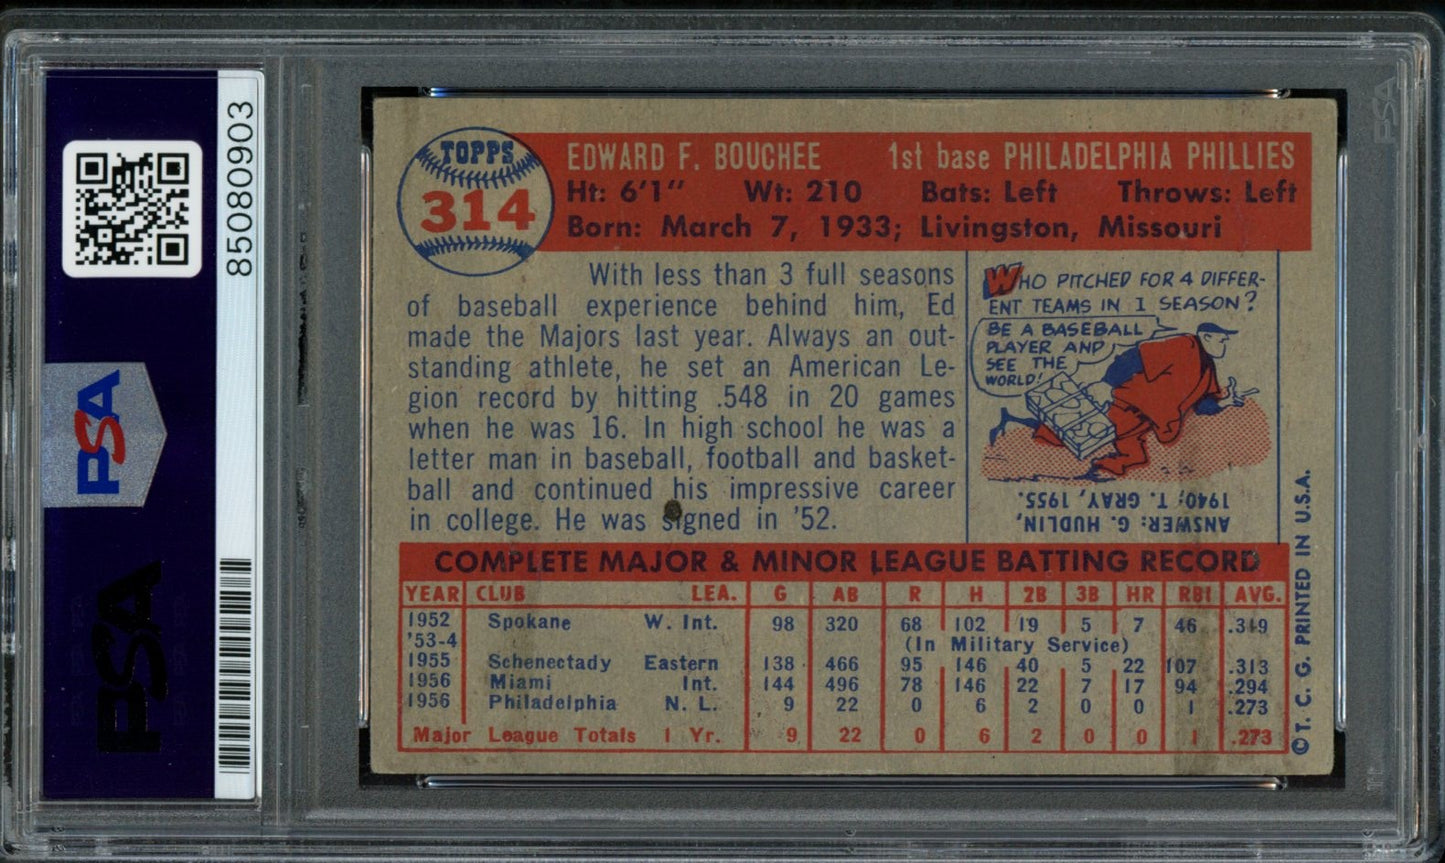 85080903
PSA
PSA
PSA
TOPPS
314
EDWARD F. BOUCHEE 1st base PHILADELPHIA PHILLIES
Ht: 6'1" Wt: 210 Bats: Left Throws: Left
Born: March 7, 1933; Livingston, Missouri
With less than 3 full seasons
of baseball experience behind him, Ed
made the Majors last year. Always an out-
standing athlete, he set an American Le-
gion record by hitting .548 in 20 games
when he was 16. In high school he was a
letter man in baseball, football and basket-
ball and continued his impressive career
in college. He was signed in '52.
WHO PITCHED FOR 4 DIFFER-
ENT TEAMS IN 1 SEASON?
BE A BASEBALL
PLAYER AND
SEE THE
WORLD!
ANSWER: G. HUDLIN,
1940; T. GRAY, 1955.
COMPLETE MAJOR & MINOR LEAGUE BATTING RECORD
YEAR CLUB LEA. G AB R H 2B 3B HR RBI AVG.
1952 Spokane W. Int. 98 320 68 102 19 5 7 46 .319
'53-4 (In Military Service)
1955 Schenectady Eastern 138 466 95 146 40 5 22 107 .313
1956 Miami Int. 144 496 78 146 22 7 17 94 .294
1956 Philadelphia N. L. 9 22 0 6 2 0 0 1 .273
Major League Totals 1 Yr. 9 22 0 6 2 0 0 1 .273
© T. C. G. PRINTED IN U.S.A.